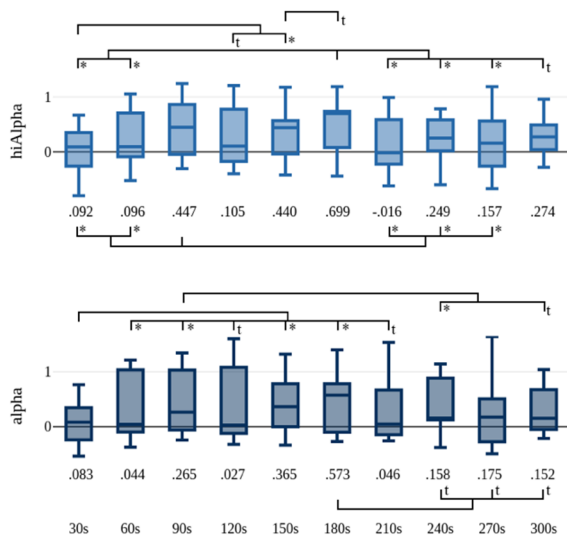 t
t *
* * * * * t
1
hiAlpha
0
.092 .096 .447 .105 .440 .699 -.016 .249 .157 .274
* * * * *
* t
* * t * * t
1
alpha
0
.083 .044 .265 .027 .365 .573 .046 .158 .175 .152
t t t
30s 60s 90s 120s 150s 180s 210s 240s 270s 300s